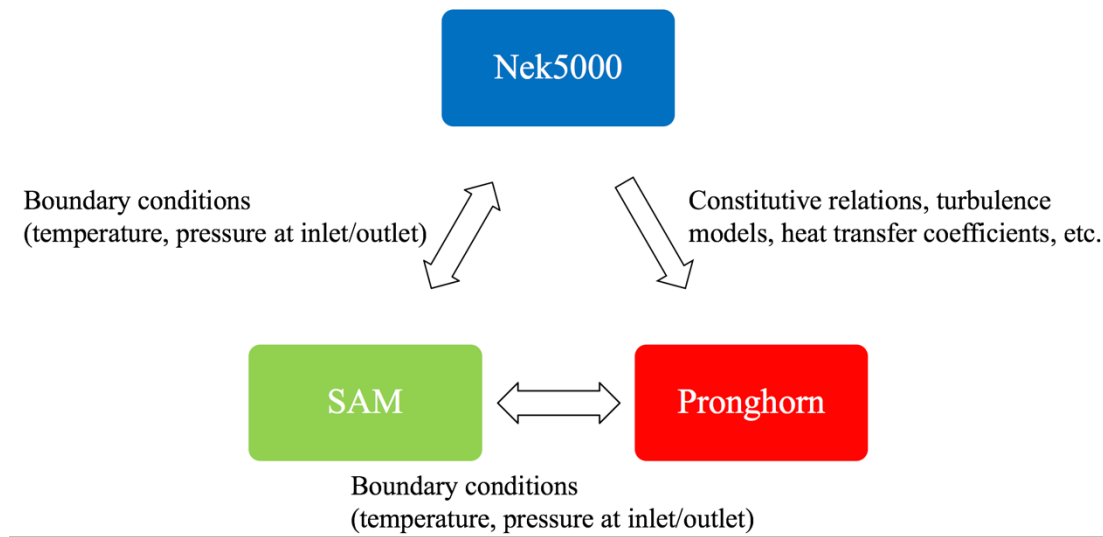 Nek5000
Boundary conditions
(temperature, pressure at inlet/outlet)
Constitutive relations, turbulence
models, heat transfer coefficients, etc.
SAM
Pronghorn
Boundary conditions
(temperature, pressure at inlet/outlet)